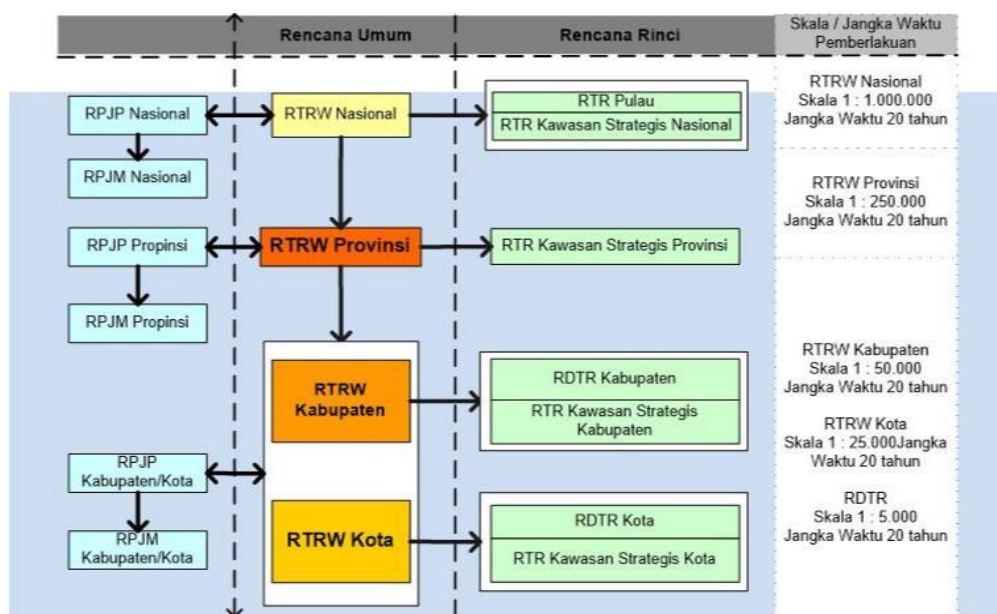 Rencana Umum
Rencana Rinci
Skala / Jangka Waktu
Pemberlakuan
RPJP Nasional
RTRW Nasional
RTR Pulau
RTR Kawasan Strategis Nasional
RTRW Nasional
Skala 1 : 1.000.000
Jangka Waktu 20 tahun
RPJM Nasional
RTRW Provinsi
Skala 1 : 250.000
Jangka Waktu 20 tahun
RPJP Propinsi
RTRW Provinsi
RTR Kawasan Strategis Provinsi
RPJM Propinsi
RTRW
Kabupaten
RDTR Kabupaten
RTR Kawasan Strategis
Kabupaten
RTRW Kabupaten
Skala 1 : 50.000
Jangka Waktu 20 tahun
RTRW Kota
Skala 1 : 25.000Jangka
Waktu 20 tahun
RPJP
Kabupaten/Kota
RPJM
Kabupaten/Kota
RTRW Kota
RDTR Kota
RTR Kawasan Strategis Kota
RDTR
Skala 1 : 5.000
Jangka Waktu 20 tahun